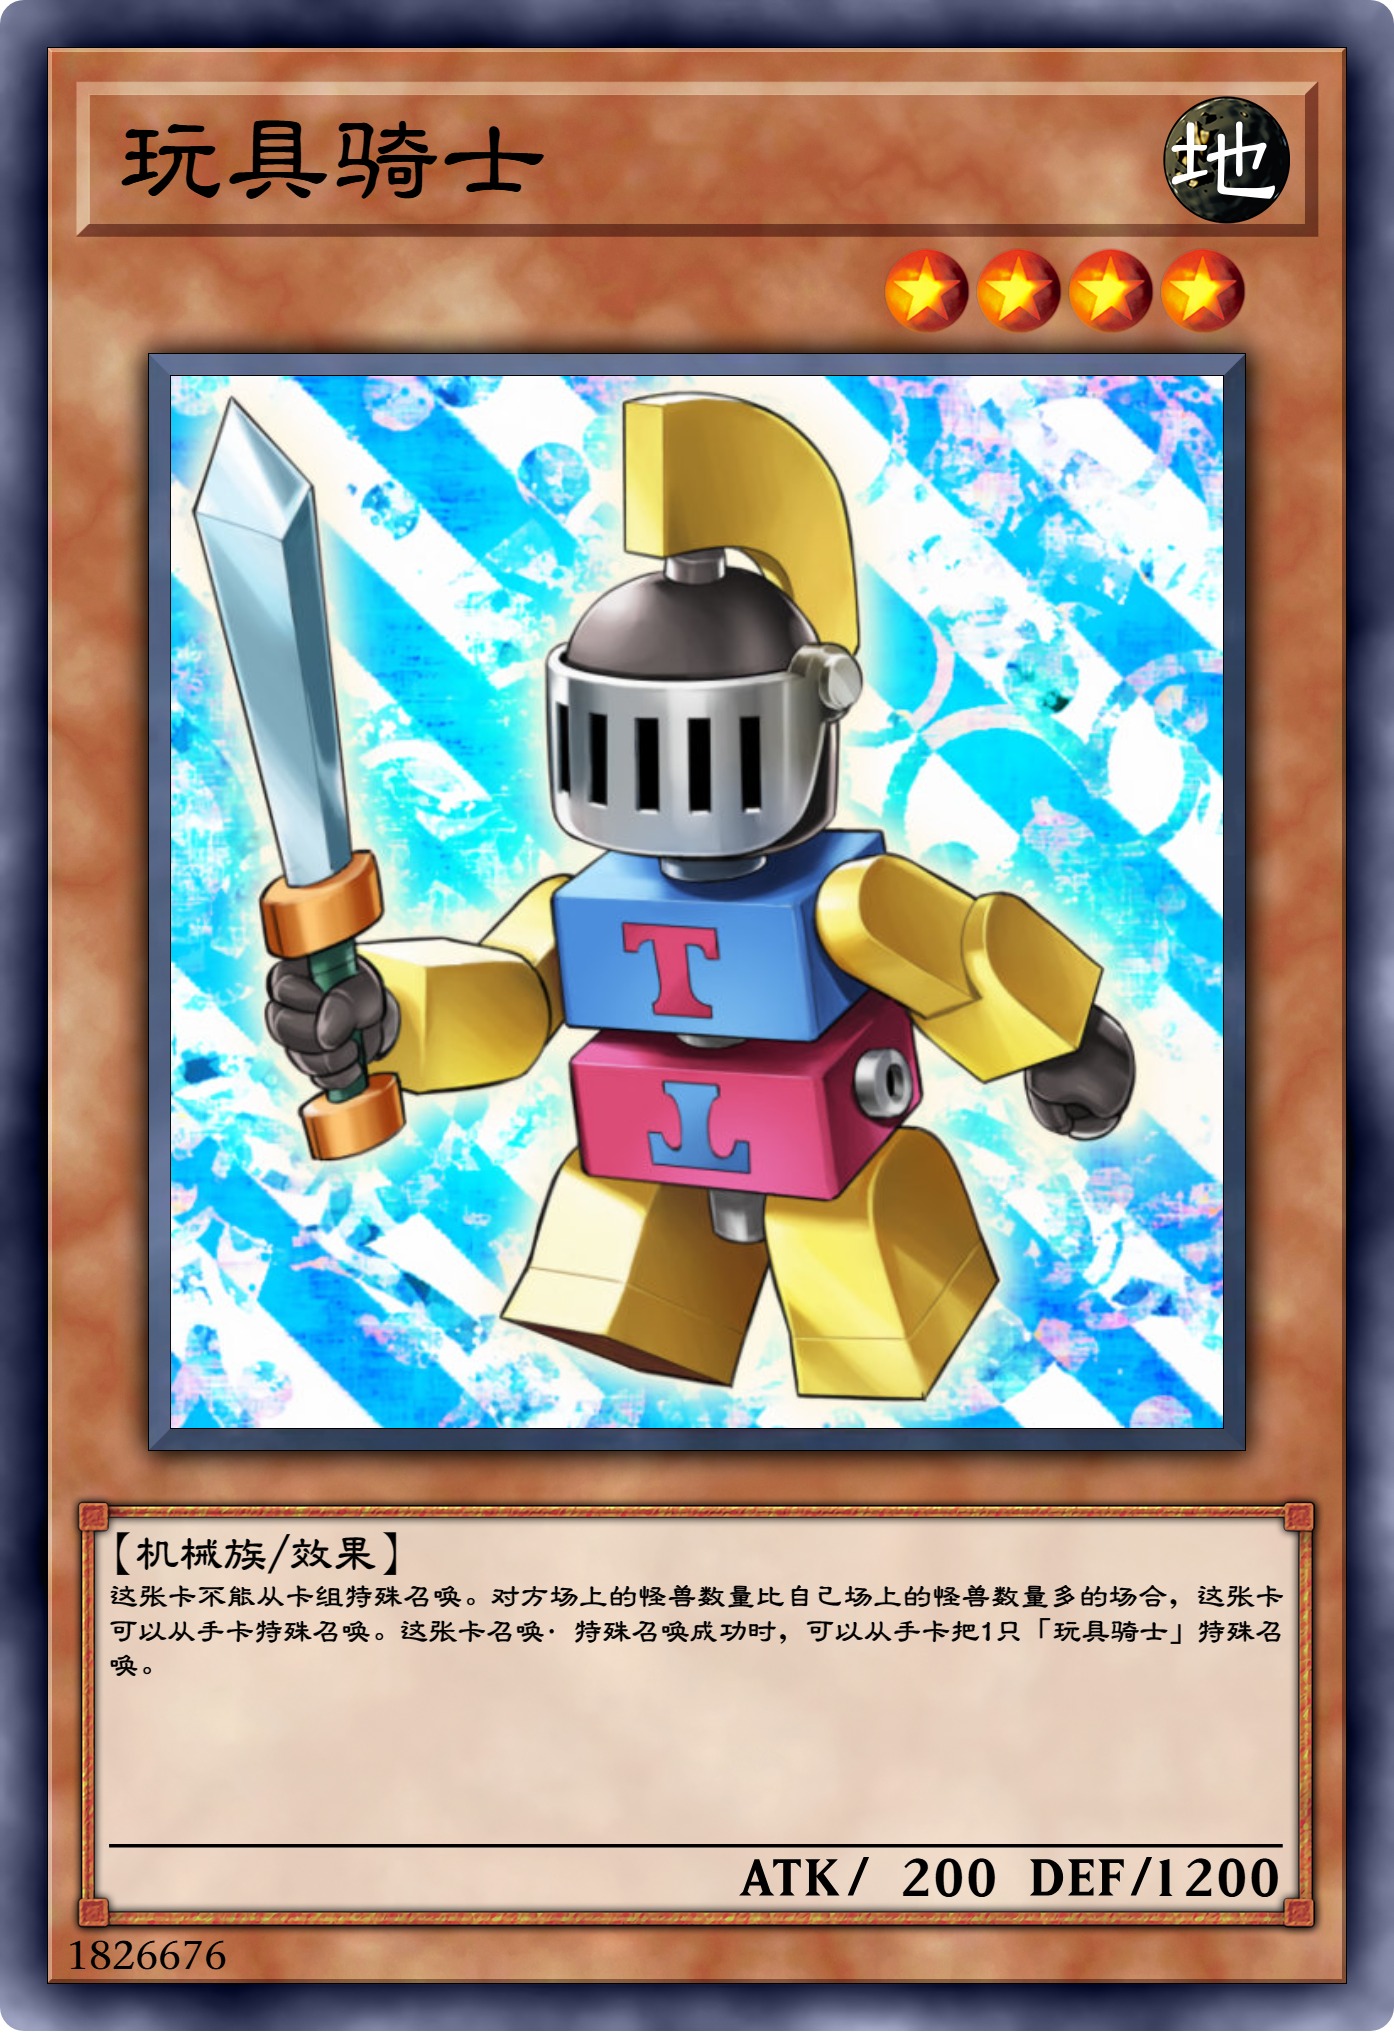 玩具骑士
地
T
T
【机械族/效果】
这张卡不能从卡组特殊召唤。对方场上的怪兽数量比自己场上的怪兽数量多的场合，这张卡
可以从手卡特殊召唤。这张卡召唤·特殊召唤成功时，可以从手卡把1只「玩具骑士」特殊召
唤。
ATK/ 200 DEF/1200
1826676